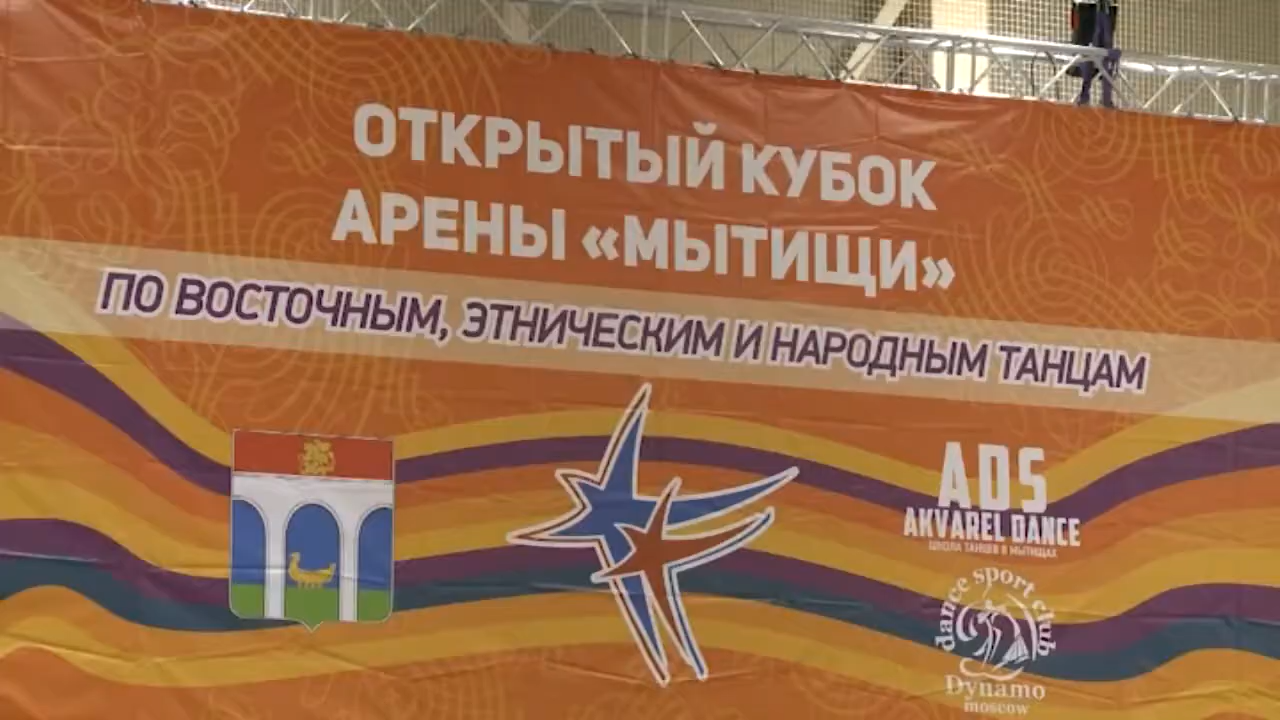 ОТКРЫТЫЙ КУБОК
АРЕНЫ «МЫТИЩИ»
ПО ВОСТОЧНЫМ, ЭТНИЧЕСКИМ И НАРОДНЫМ ТАНЦАМ
ADS
AKVAREL DANCE
ШКОЛА ТАНЦЕВ В МЫТИЩАХ
dance sport club
Dynamo
moscow